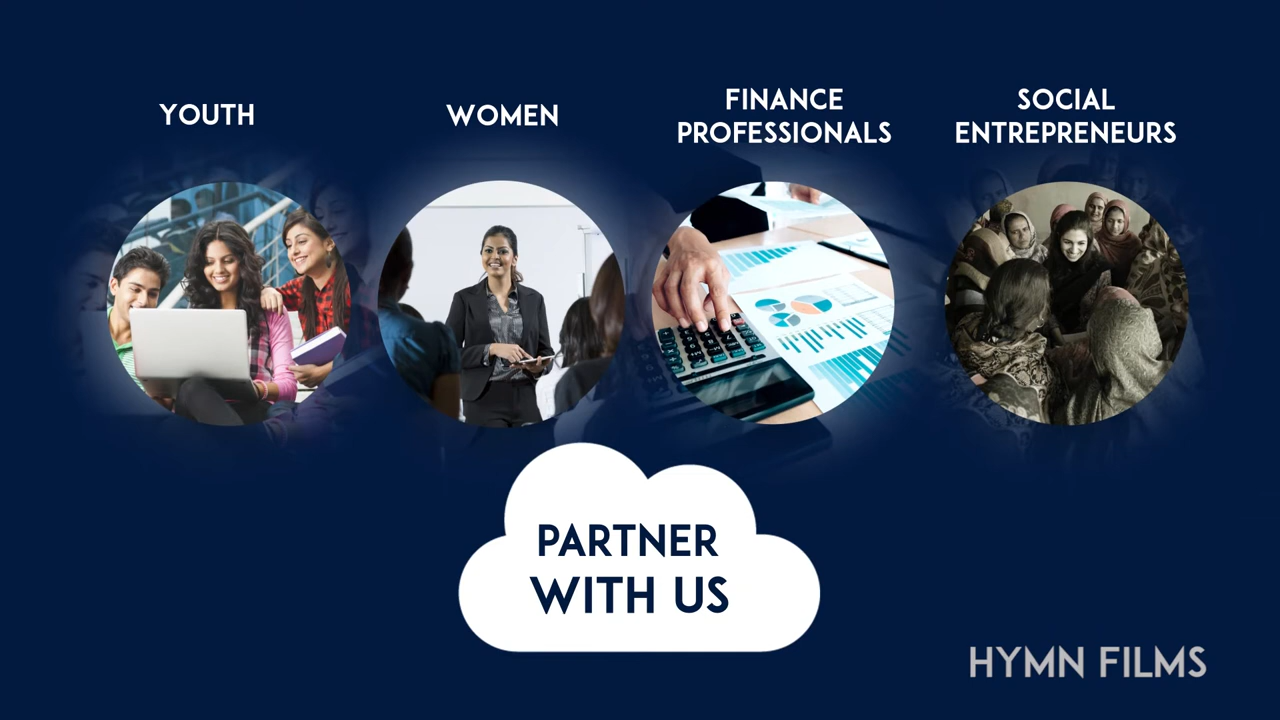 YOUTH
WOMEN
FINANCE
PROFESSIONALS
SOCIAL
ENTREPRENEURS
PARTNER
WITH US
HYMN FILMS